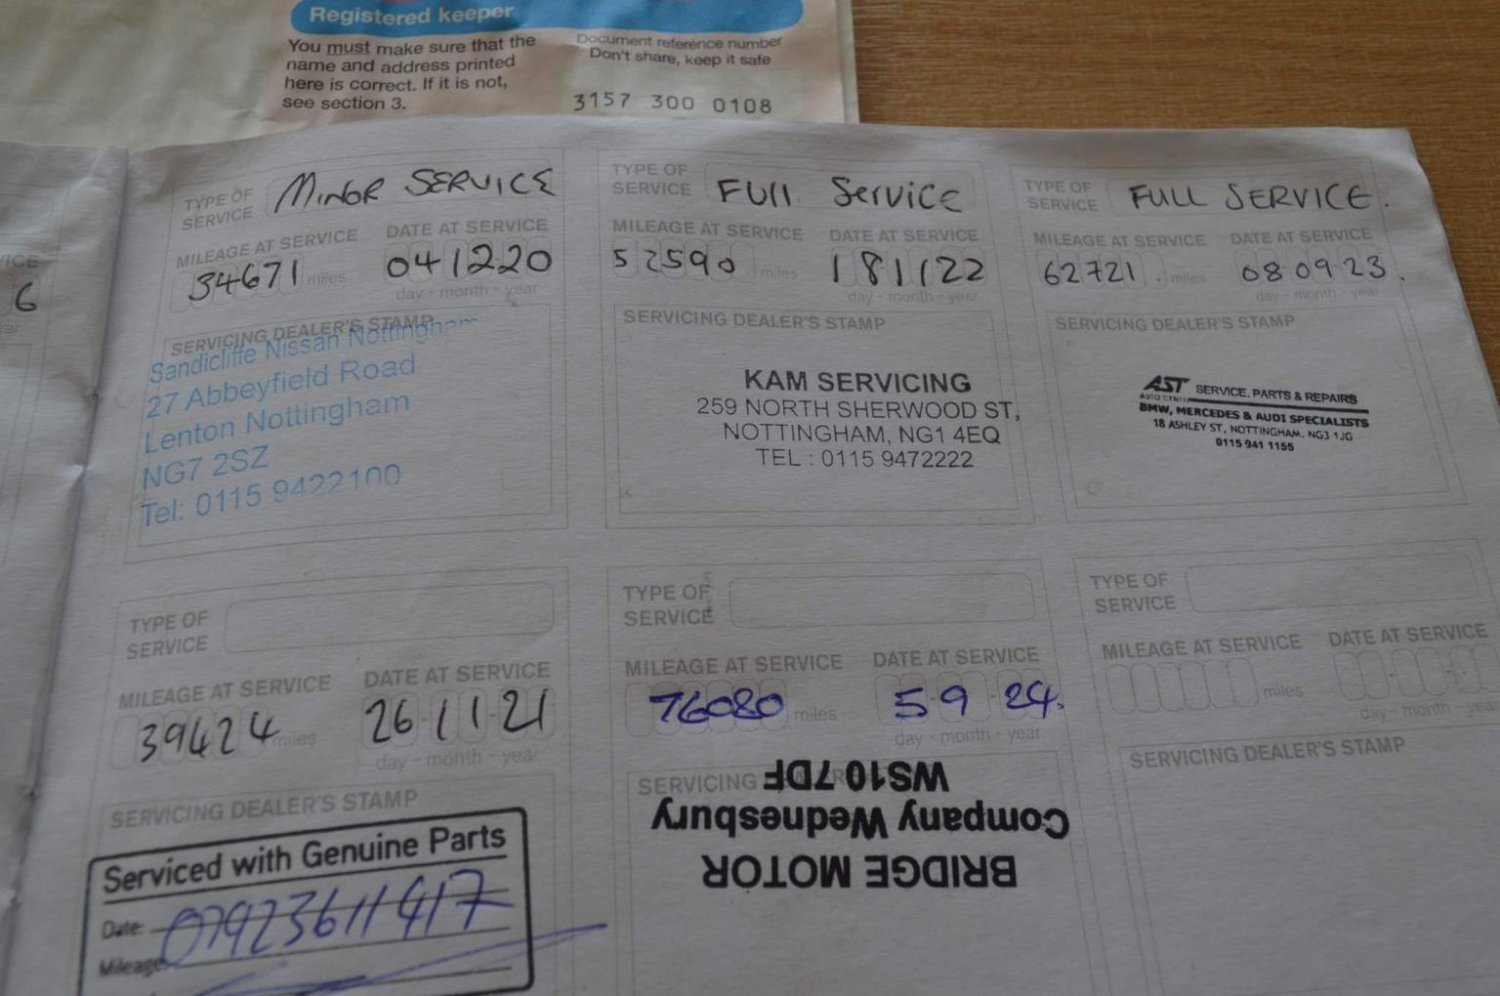 Registered keeper
You must make sure that the
name and address printed
here is correct. If it is not,
see section 3.
Document reference number
Don't share, keep it safe
3157 300 0108
6
TYPE OF
SERVICE
MINOR SERVICE
MILEAGE AT SERVICE
34671 miles
DATE AT SERVICE
041220
day - month - year
SERVICING DEALER'S STAMP
Sandicliffe Nissan Nottingham
27 Abbeyfield Road
Lenton Nottingham
NG7 2SZ
Tel: 0115 9422100
TYPE OF
SERVICE
Full Service
MILEAGE AT SERVICE
52590 miles
DATE AT SERVICE
181122
day - month - year
SERVICING DEALER'S STAMP
KAM SERVICING
259 NORTH SHERWOOD ST,
NOTTINGHAM, NG1 4EQ
TEL : 0115 9472222
TYPE OF
SERVICE
FULL SERVICE.
MILEAGE AT SERVICE
62721. miles
DATE AT SERVICE
080923.
day - month - year
SERVICING DEALER'S STAMP
AST SERVICE, PARTS & REPAIRS
AUTO CENTRE
BMW, MERCEDES & AUDI SPECIALISTS
18 ASHLEY ST, NOTTINGHAM, NG3 1JG
0115 941 1155
TYPE OF
SERVICE
MILEAGE AT SERVICE
39424 miles
DATE AT SERVICE
26-11-21
day - month - year
SERVICING DEALER'S STAMP
Serviced with Genuine Parts
Date:
07923611417
Mileage
TYPE OF
SERVICE
MILEAGE AT SERVICE
76080 miles
DATE AT SERVICE
5-9-24.
day - month - year
SERVICING
BRIDGE MOTOR
Company Wednesbury
WS10 7DF
TYPE OF
SERVICE
MILEAGE AT SERVICE
miles
DATE AT SERVICE
day - month - year
SERVICING DEALER'S STAMP